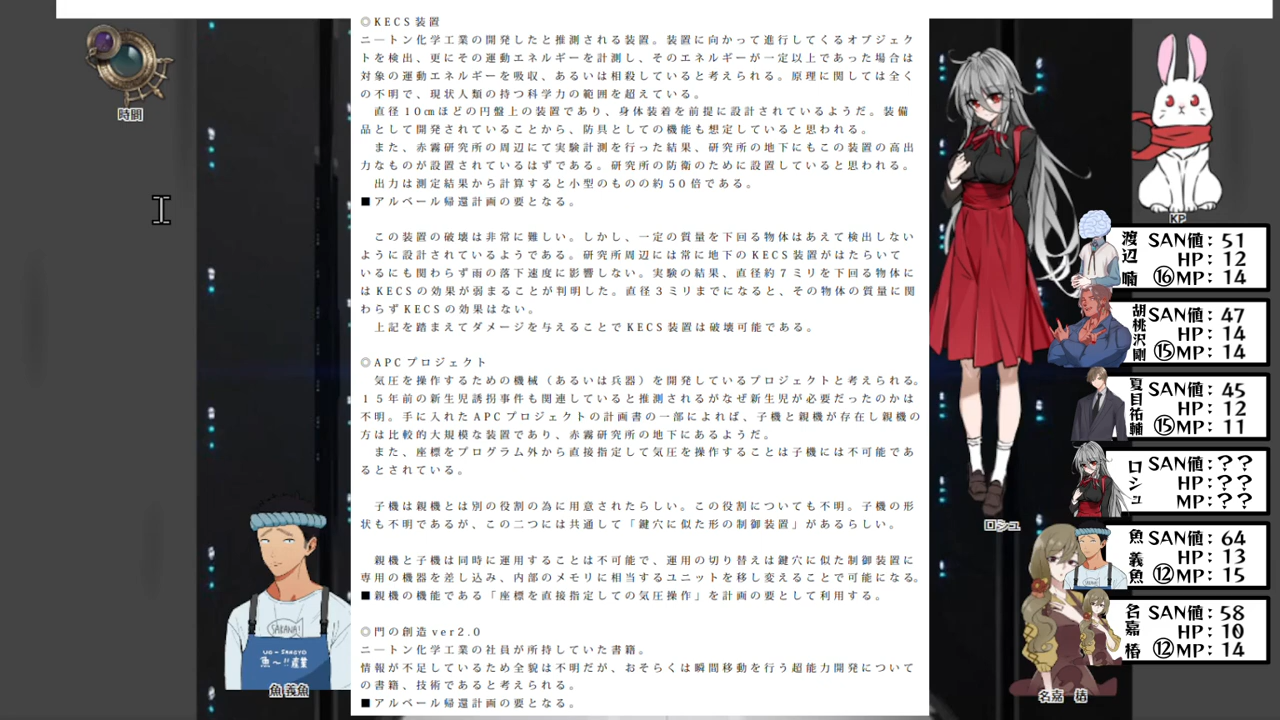 ◎KECS装置
ニートン化学工業の開発したと推測される装置。装置に向かって進行してくるオブジェク
トを検出、更にその運動エネルギーを計測し、そのエネルギーが一定以上であった場合は
対象の運動エネルギーを吸収、あるいは相殺していると考えられる。原理に関しては全く
の不明で、現状人類の持つ科学力の範囲を超えている。
　直径10㎝ほどの円盤上の装置であり、身体装着を前提に設計されているようだ。装備
品として開発されていることから、防具としての機能も想定していると思われる。
　また、赤霧研究所の周辺にて実験計測を行った結果、研究所の地下にもこの装置の高出
力なものが設置されているはずである。研究所の防衛のために設置していると思われる。
　出力は測定結果から計算すると小型のものの約50倍である。
■アルベール帰還計画の要となる。
　この装置の破壊は非常に難しい。しかし、一定の質量を下回る物体はあえて検出しない
ように設計されているようである。研究所周辺には常に地下のKECS装置がはたらいて
いるにも関わらず雨の落下速度に影響しない。実験の結果、直径約７ミリを下回る物体に
はKECSの効果が弱まることが判明した。直径３ミリまでになると、その物体の質量に関
わらずKECSの効果はない。
　上記を踏まえてダメージを与えることでKECS装置は破壊可能である。
◎APCプロジェクト
　気圧を操作するための機械（あるいは兵器）を開発しているプロジェクトと考えられる。
１５年前の新生児誘拐事件も関連していると推測されるがなぜ新生児が必要だったのかは
不明。手に入れたAPCプロジェクトの計画書の一部によれば、子機と親機が存在し親機の
方は比較的大規模な装置であり、赤霧研究所の地下にあるようだ。
　また、座標をプログラム外から直接指定して気圧を操作することは子機には不可能であ
るとされている。
　子機は親機とは別の役割の為に用意されたらしい。この役割についても不明。子機の形
状も不明であるが、この二つには共通して「鍵穴に似た形の制御装置」があるらしい。
　親機と子機は同時に運用することは不可能で、運用の切り替えは鍵穴に似た制御装置に
専用の機器を差し込み、内部のメモリに相当するユニットを移し変えることで可能になる。
■親機の機能である「座標を直接指定しての気圧操作」を計画の要として利用する。
◎門の創造ver2.0
ニートン化学工業の社員が所持していた書籍。
情報が不足しているため全貌は不明だが、おそらくは瞬間移動を行う超能力開発について
の書籍、技術であると考えられる。
■アルベール帰還計画の要となる。
時間
SAKANA!
UO-SANGYO
魚〜!!産業
魚 義魚
ロシュ
KP
渡辺 喃
SAN値: 51
HP: 12
⑯MP: 14
胡桃沢剛
SAN値: 47
HP: 14
⑮MP: 14
夏目祐輔
SAN値: 45
HP: 12
⑮MP: 11
ロシュ
SAN値:？？
HP:？？
MP:？？
魚 義魚
SAN値: 64
HP: 13
⑫MP: 15
名嘉 椿
SAN値: 58
HP: 10
⑫MP: 14
名嘉 椿